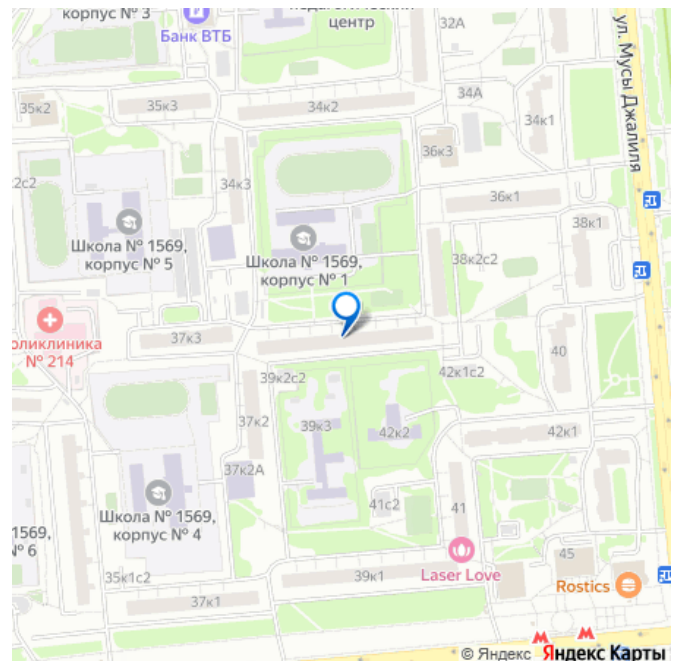 корпус № 3
Банк ВТБ
центр
32А
ул. Мусы Джалиля
35к2
35к3
34к2
34А
34к1
36к3
34к3
36к1
38к1
Школа № 1569,
корпус № 5
Школа № 1569,
корпус № 1
38к2с2
оликлиника
№ 214
37к3
40
39к2с2
42к1с2
37к2
39к3
42к2
42к1
37к2А
41с2
41
Школа № 1569,
корпус № 4
1569,
№ 6
35к1с2
39к1
Laser Love
45
Rostics
37к1
© Яндекс Яндекс Карты